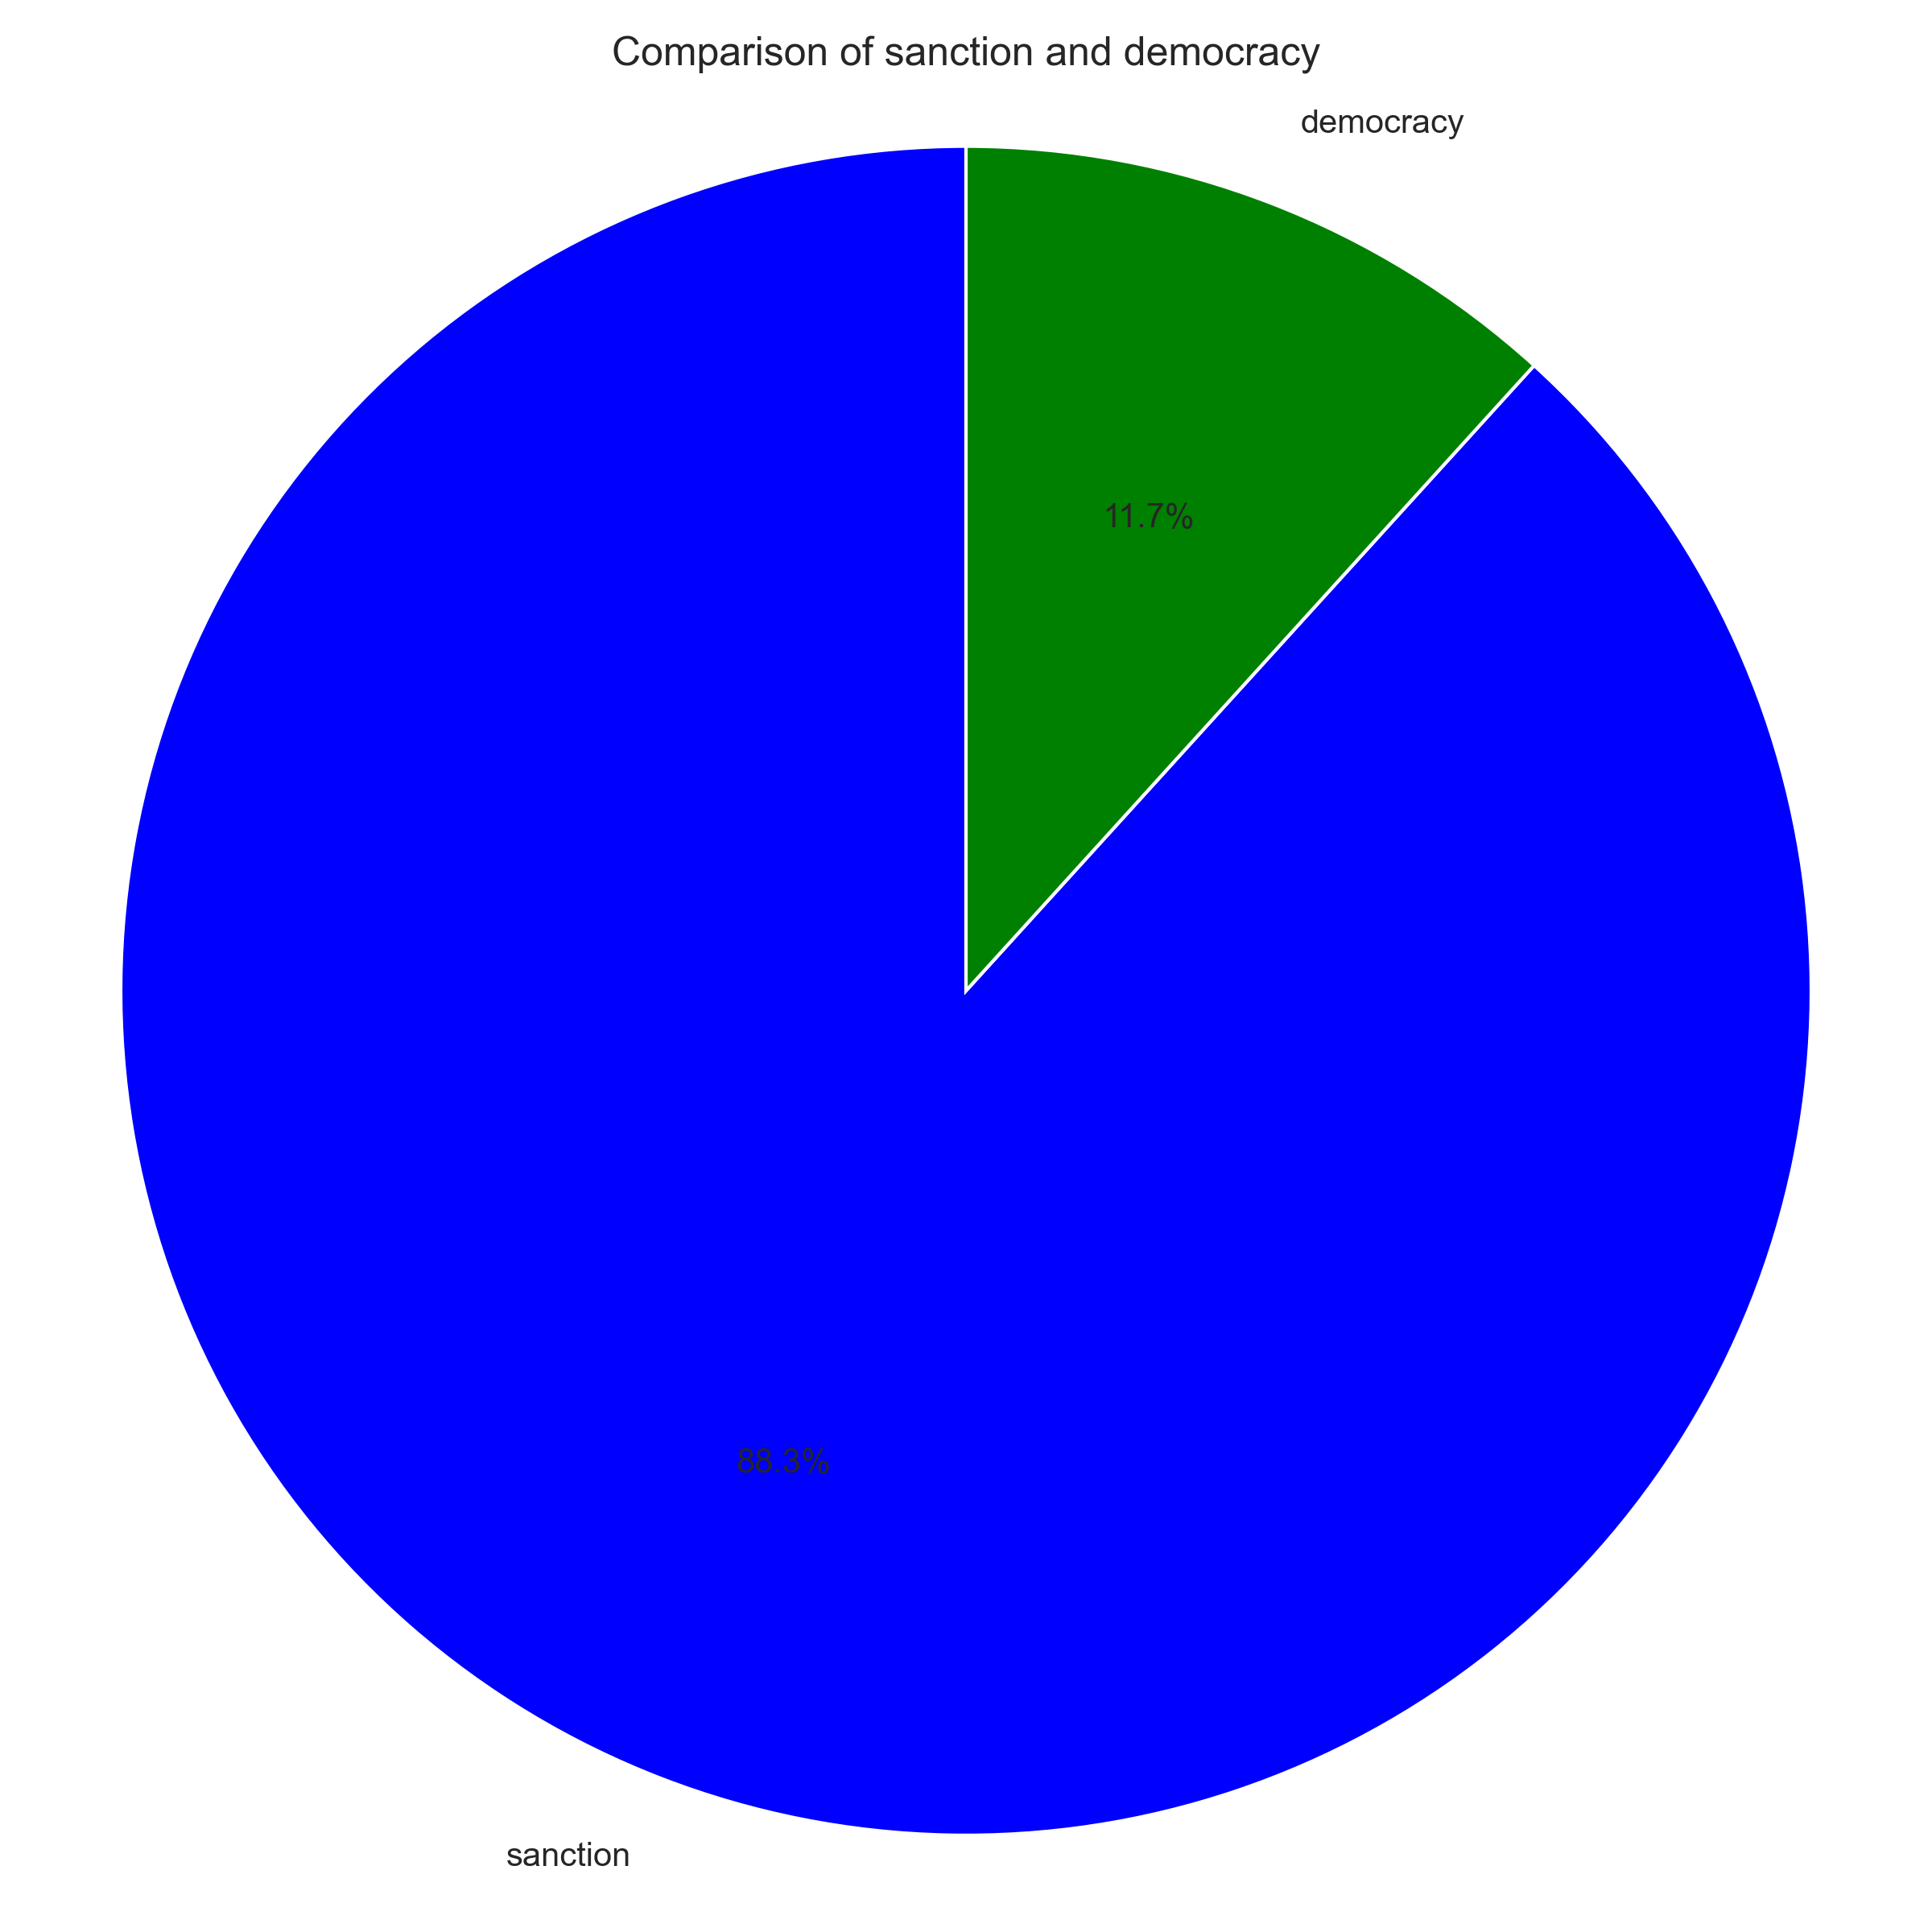 Comparison of sanction and democracy
democracy
11.7%
88.3%
sanction